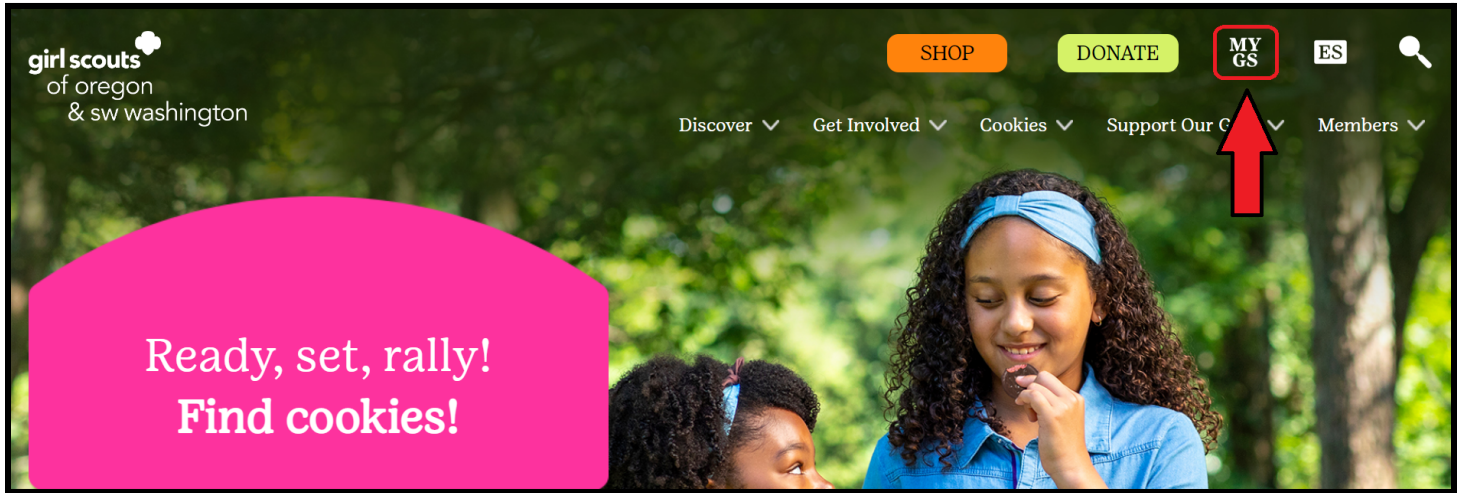 girl scouts
of oregon
& sw washington
SHOP
DONATE
MY
GS
ES
Discover
Get Involved
Cookies
Support Our
Members
Ready, set, rally!
Find cookies!